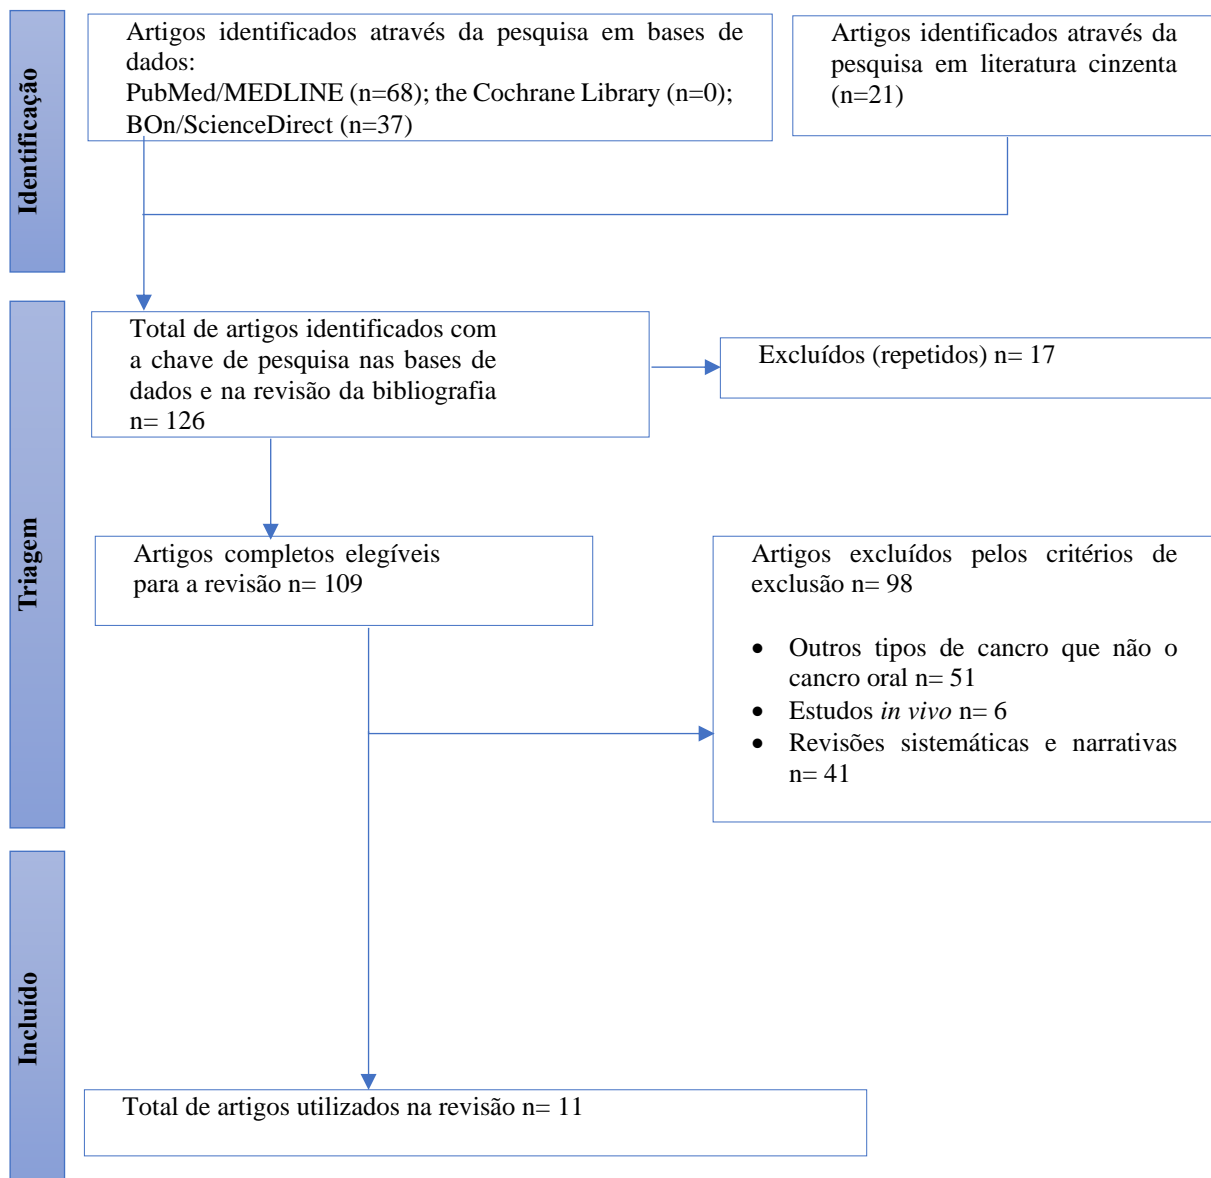 Identificação
Artigos identificados através da pesquisa em bases de
dados:
PubMed/MEDLINE (n=68); the Cochrane Library (n=0);
BOn/ScienceDirect (n=37)
Artigos identificados através da
pesquisa em literatura cinzenta
(n=21)
Triagem
Total de artigos identificados com
a chave de pesquisa nas bases de
dados e na revisão da bibliografia
n= 126
Excluídos (repetidos) n= 17
Artigos completos elegíveis
para a revisão n= 109
Artigos excluídos pelos critérios de
exclusão n= 98
• Outros tipos de cancro que não o
cancro oral n= 51
• Estudos in vivo n= 6
• Revisões sistemáticas e narrativas
n= 41
Incluído
Total de artigos utilizados na revisão n= 11